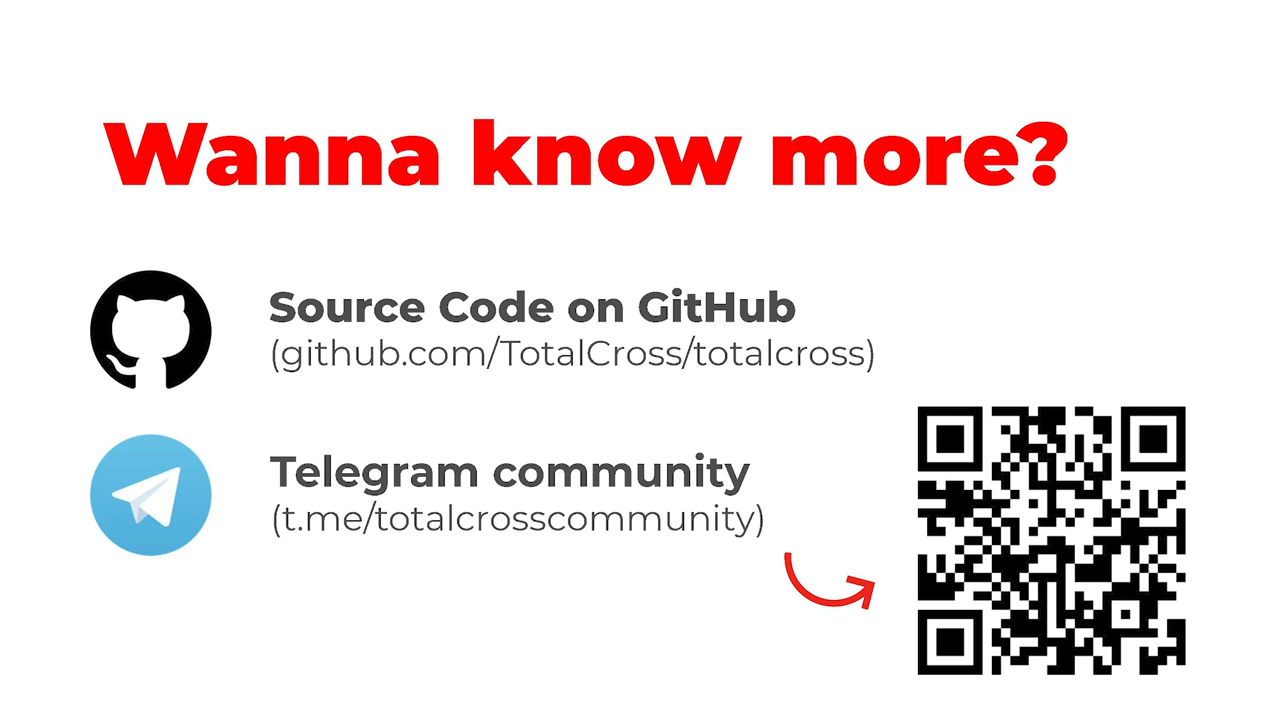 Wanna know more?
Source Code on GitHub
(github.com/TotalCross/totalcross)
Telegram community
(t.me/totalcrosscommunity)